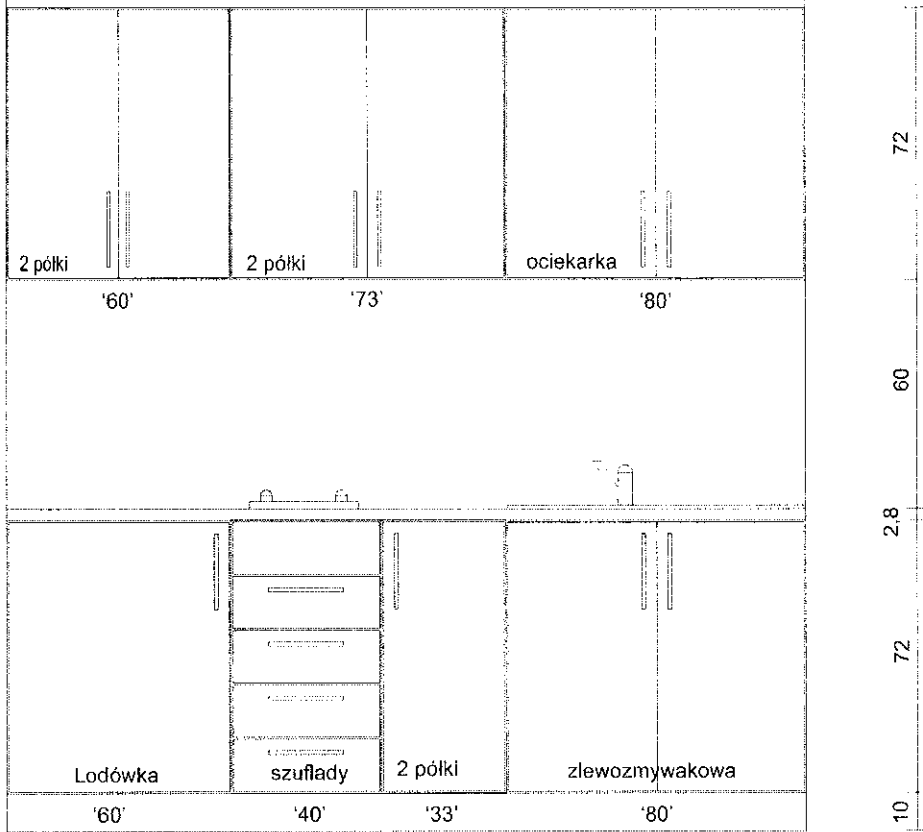 72
2 półki
2 półki
ociekarka
'60'
'73'
'80'
60
2.8
72
Lodówka
szuflady
2 półki
zlewozmywakowa
'60'
'40'
'33'
'80'
10